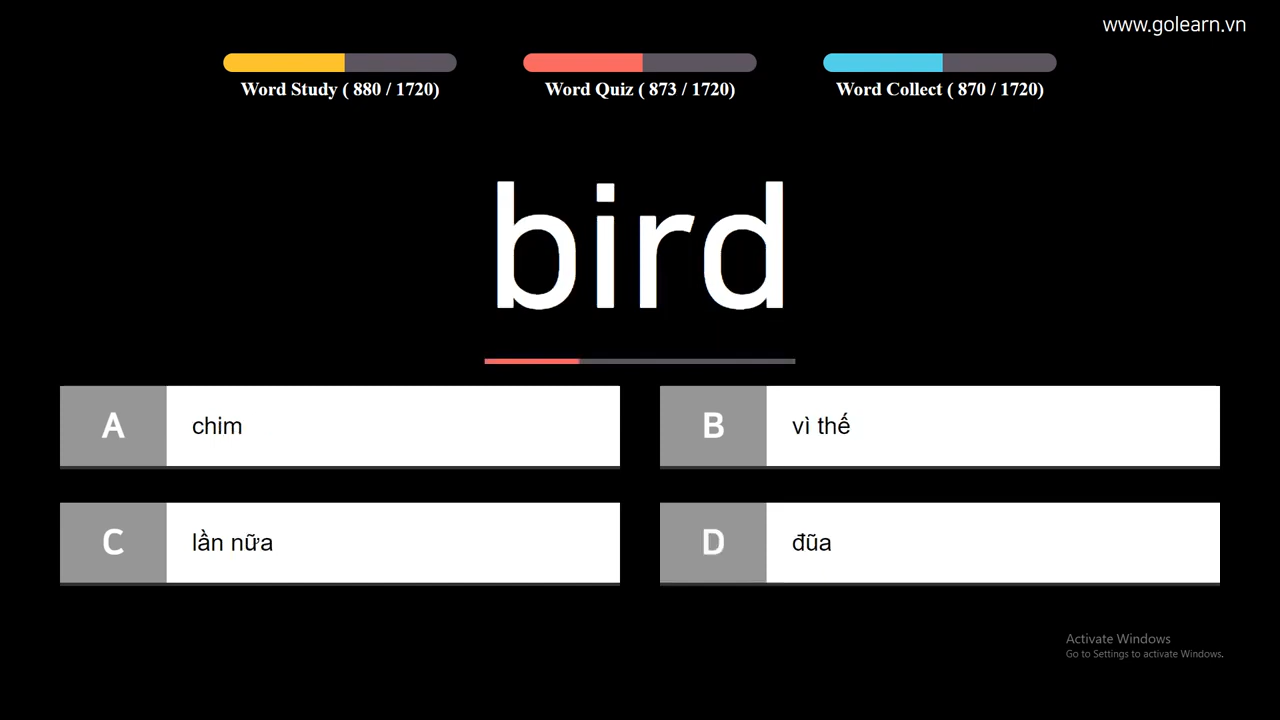 www.golearn.vn
Word Study ( 880 / 1720)
Word Quiz ( 873 / 1720)
Word Collect ( 870 / 1720)
bird
A chim
B vì thế
C lần nữa
D đũa
Activate Windows
Go to Settings to activate Windows.